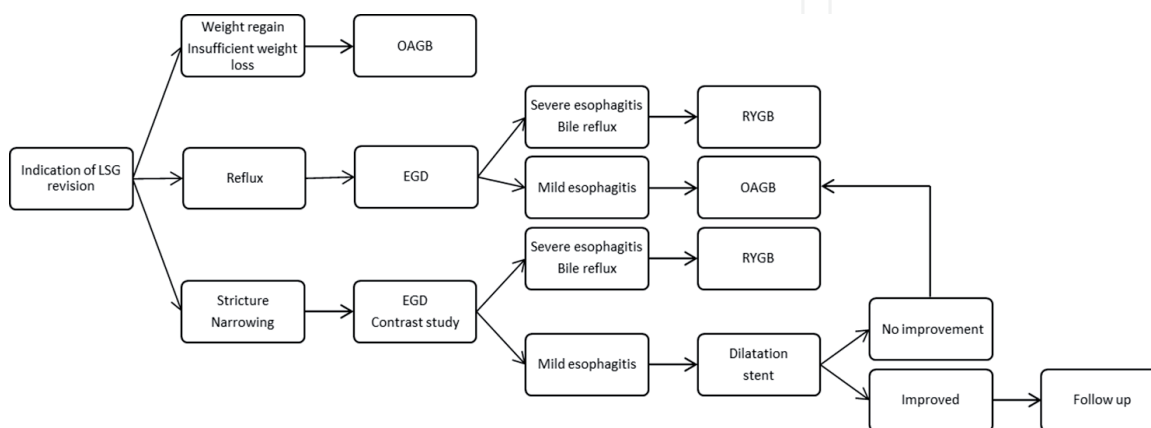 Weight regain
Insufficient weight
loss
OAGB
Severe esophagitis
Bile reflux
RYGB
Indication of LSG
revision
Reflux
EGD
Mild esophagitis
OAGB
Severe esophagitis
Bile reflux
RYGB
Stricture
Narrowing
EGD
Contrast study
Mild esophagitis
Dilatation
stent
No improvement
Improved
Follow up